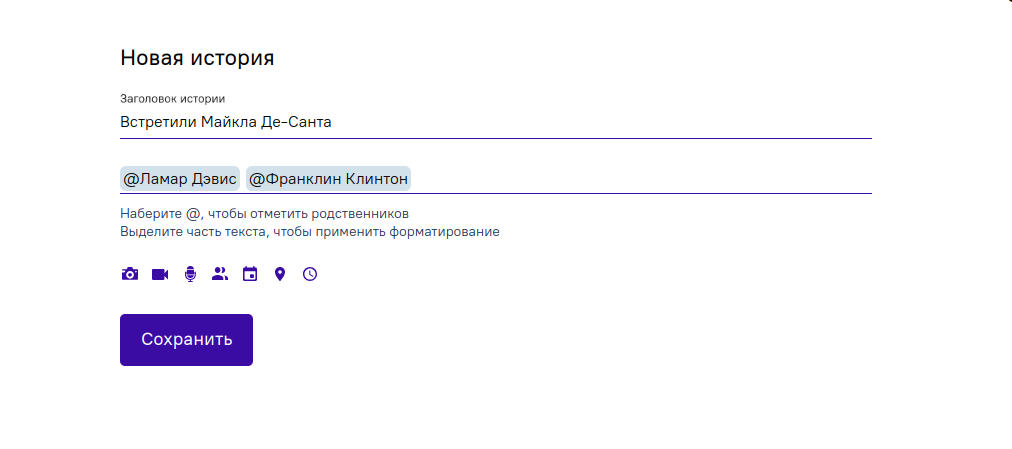 Новая история
Заголовок истории
Встретили Майкла Де-Санта
@Ламар Дэвис @Франклин Клинтон
Наберите @, чтобы отметить родственников
Выделите часть текста, чтобы применить форматирование
Сохранить